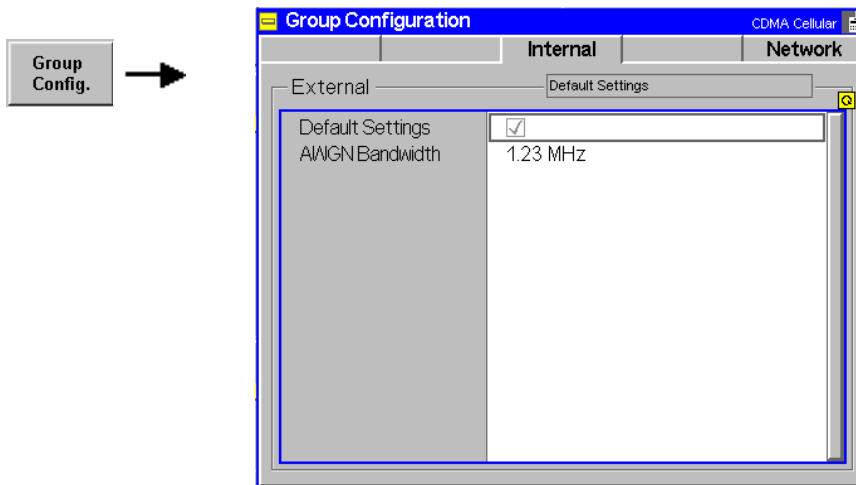 Group Config.
Group Configuration
CDMA Cellular
Internal
Network
External
Default Settings
Default Settings
AWGN Bandwidth
1.23 MHz